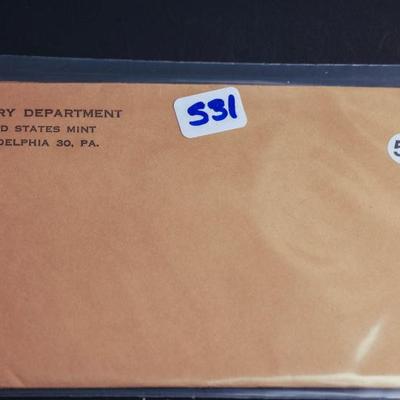 RY DEPARTMENT
D STATES MINT
DELPHIA 30, PA.
531
5